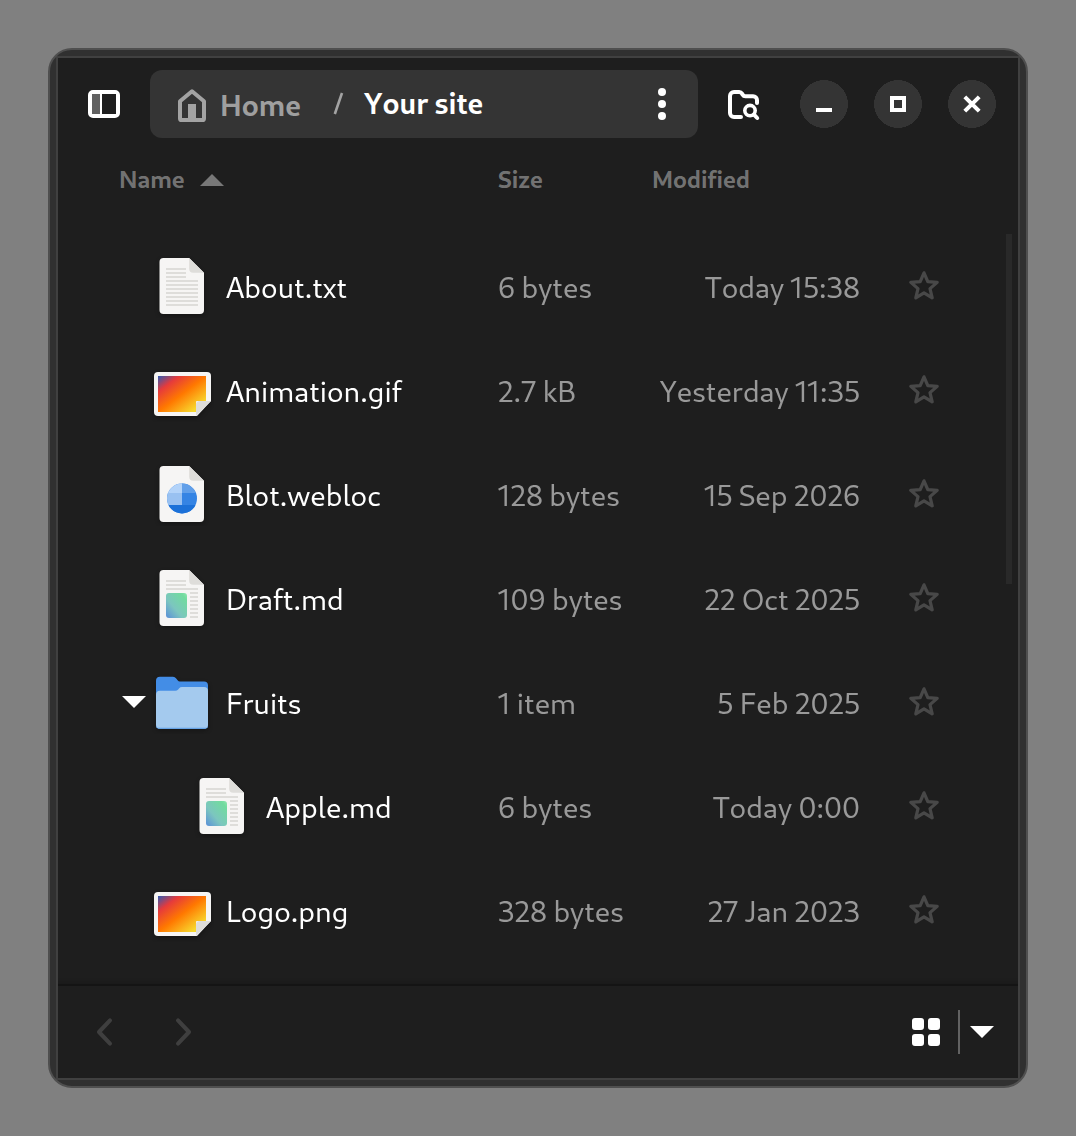 Home / Your site
Name Size Modified
About.txt 6 bytes Today 15:38
Animation.gif 2.7 kB Yesterday 11:35
Blot.webloc 128 bytes 15 Sep 2026
Draft.md 109 bytes 22 Oct 2025
Fruits 1 item 5 Feb 2025
Apple.md 6 bytes Today 0:00
Logo.png 328 bytes 27 Jan 2023